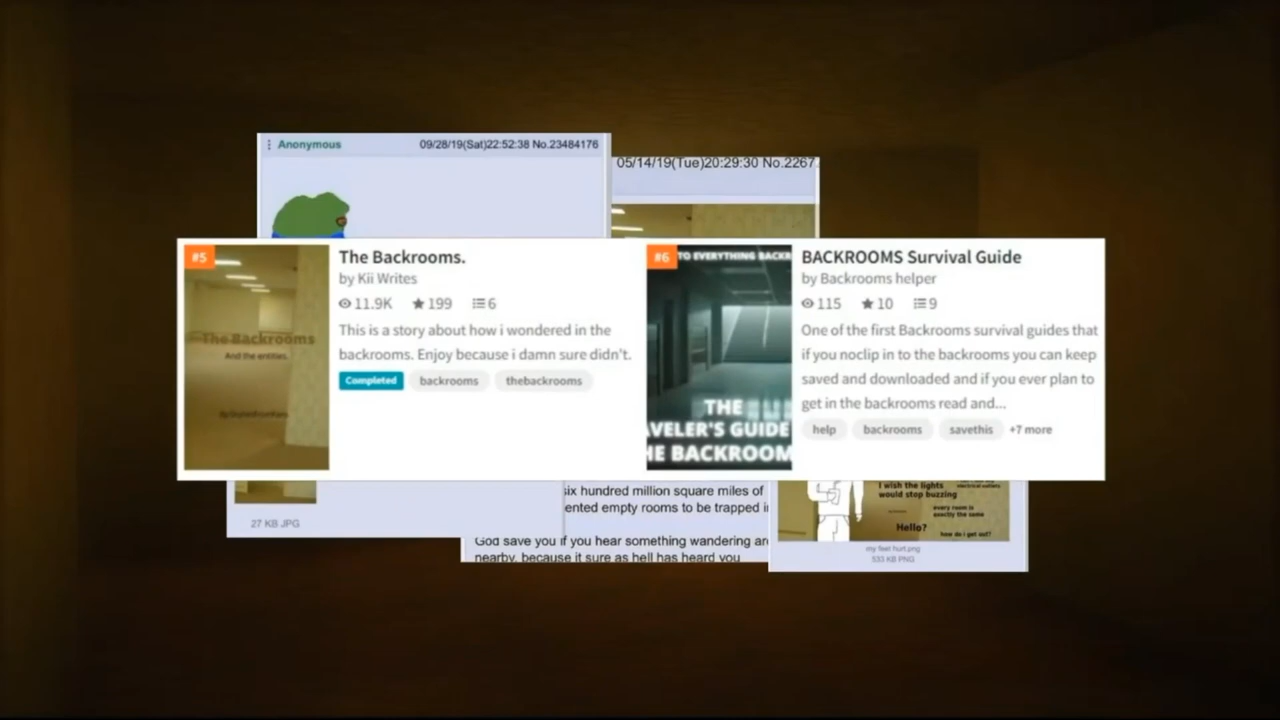 Anonymous 09/28/19(Sat)22:52:38 No.23484176
05/14/19(Tue)20:29:30 No.2267
#5
The Backrooms.
by Kii Writes
11.9K 199 6
This is a story about how i wondered in the
backrooms. Enjoy because i damn sure didn't.
Completed backrooms thebackrooms
The Backrooms
And the entities.
#6
TO EVERYTHING BACKR
THE
AVELER'S GUIDE
HE BACKROOM
BACKROOMS Survival Guide
by Backrooms helper
115 10 9
One of the first Backrooms survival guides that
if you noclip in to the backrooms you can keep
saved and downloaded and if you ever plan to
get in the backrooms read and...
help backrooms savethis +7 more
27 KB JPG
six hundred million square miles of
ented empty rooms to be trapped i
God save you if you hear something wandering ar
nearby, because it sure as hell has heard you
I wish the lights
would stop buzzing
electrical outlets
every room is
exactly the same
Hello?
how do i get out?
my feet hurt.png
533 KB PNG